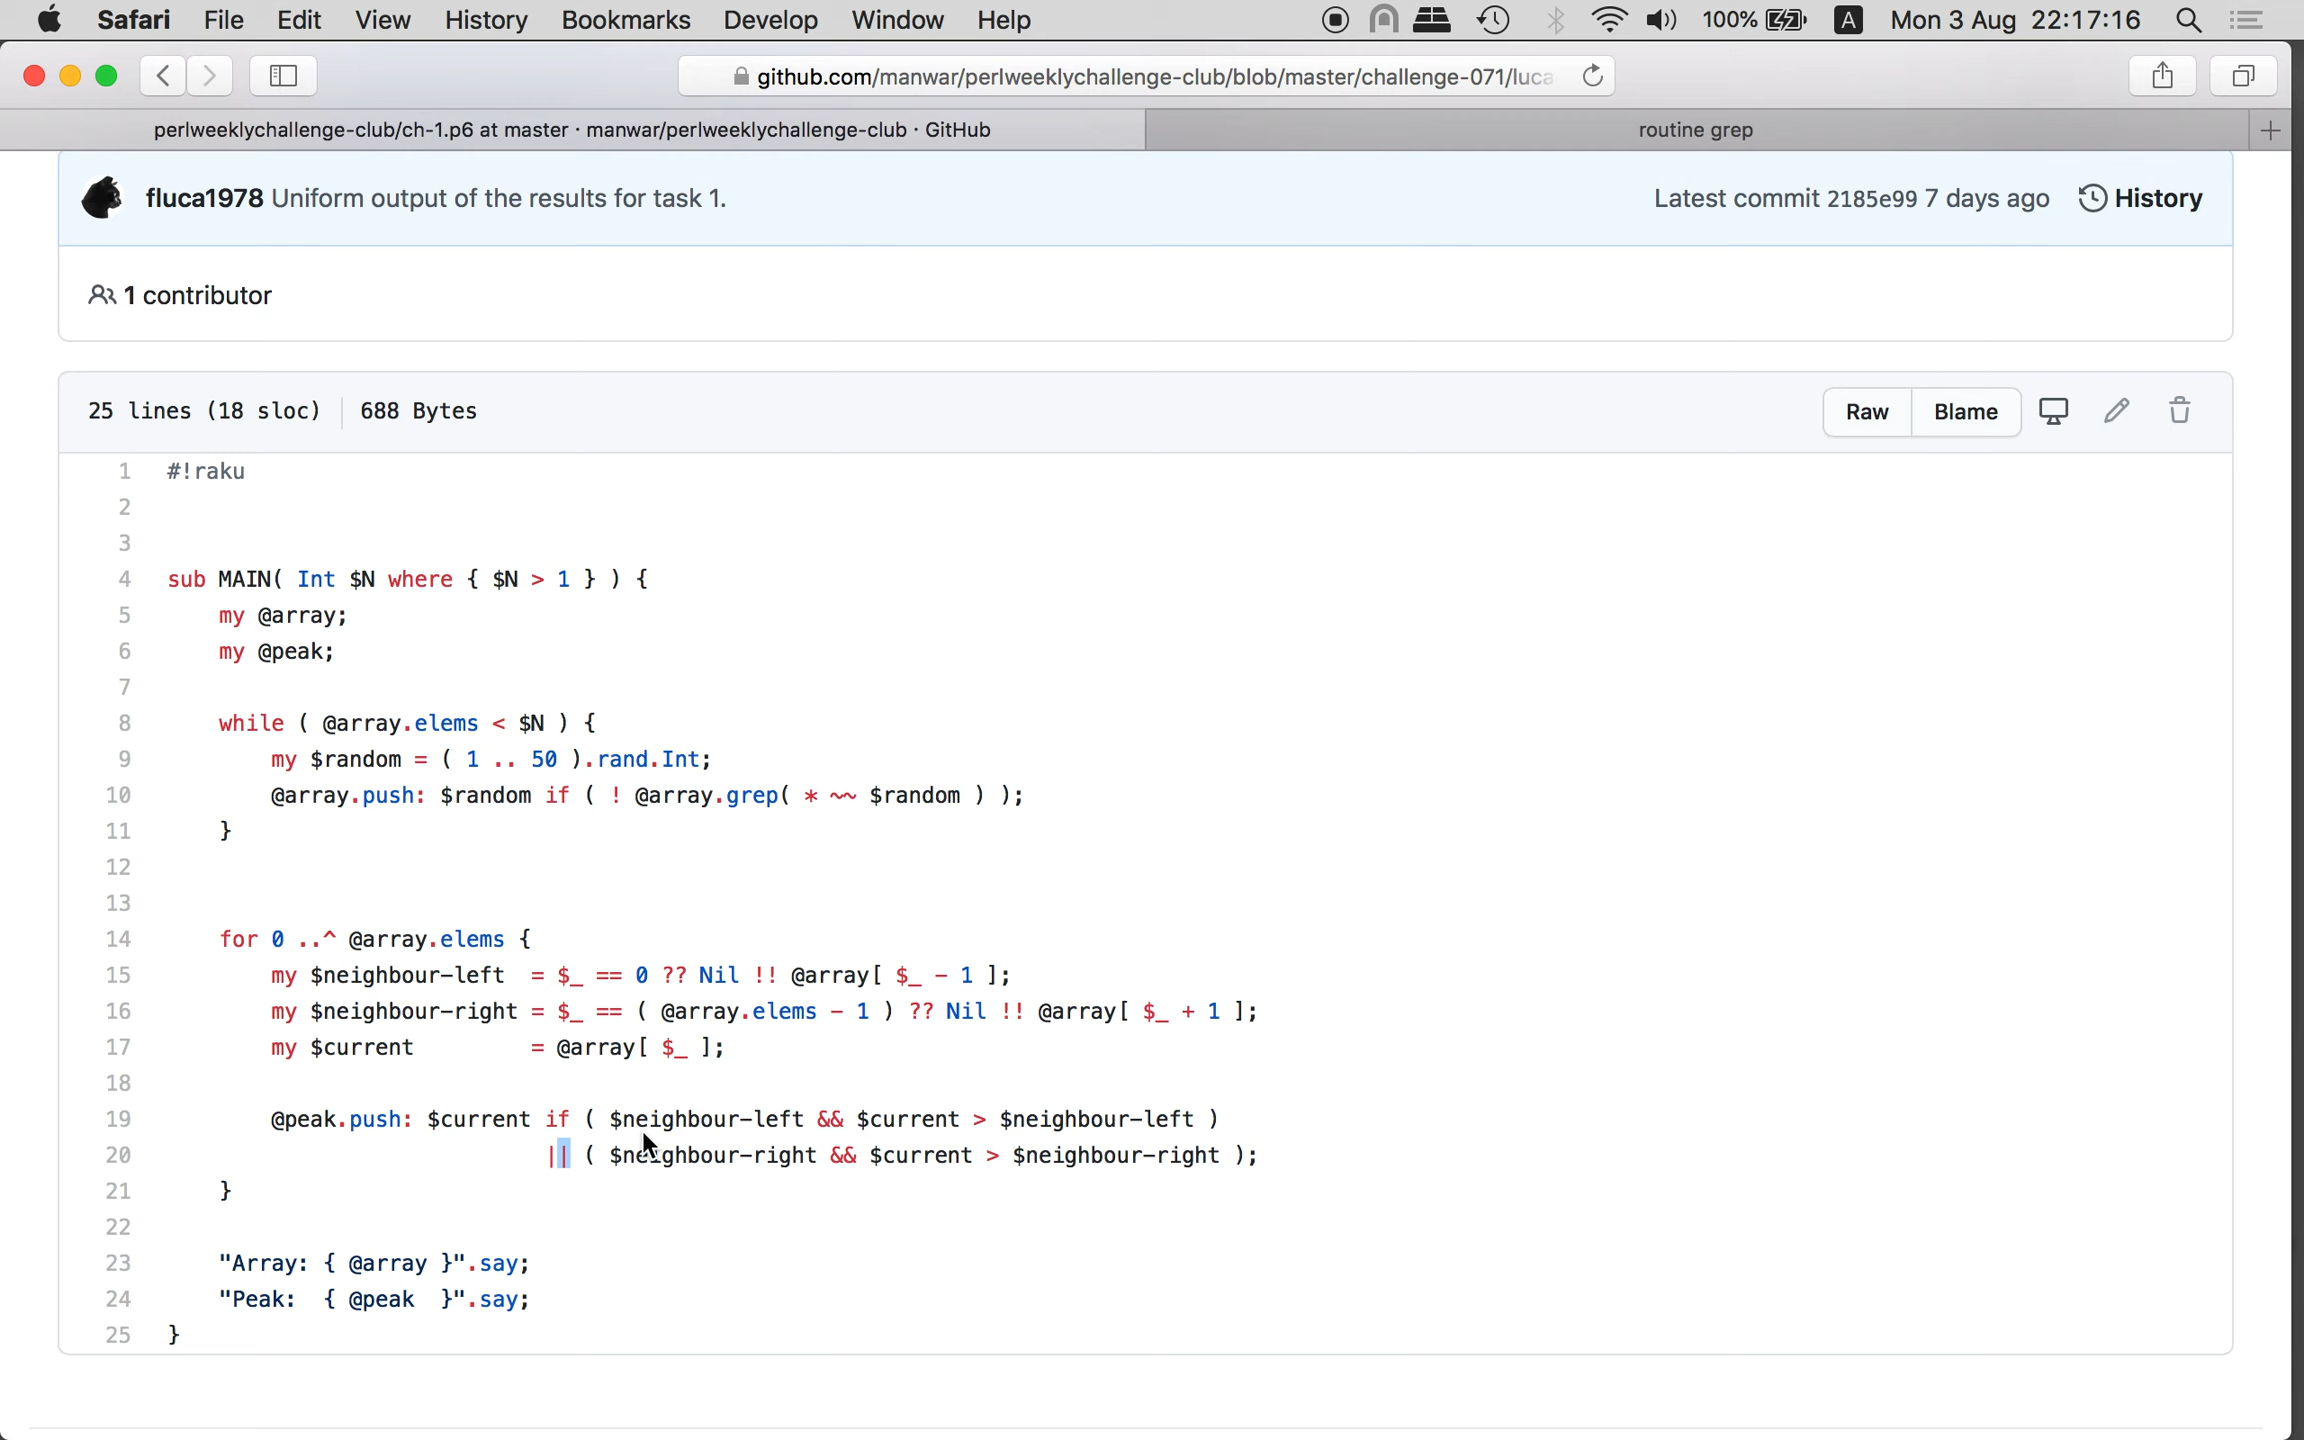 Safari File Edit View History Bookmarks Develop Window Help 100% A Mon 3 Aug 22:17:16
github.com/manwar/perlweeklychallenge-club/blob/master/challenge-071/luca
perlweeklychallenge-club/ch-1.p6 at master · manwar/perlweeklychallenge-club · GitHub routine grep
fluca1978 Uniform output of the results for task 1. Latest commit 2185e99 7 days ago History
1 contributor
25 lines (18 sloc) 688 Bytes Raw Blame
1 #!raku
2
3
4 sub MAIN( Int $N where { $N > 1 } ) {
5     my @array;
6     my @peak;
7
8     while ( @array.elems < $N ) {
9         my $random = ( 1 .. 50 ).rand.Int;
10         @array.push: $random if ( ! @array.grep( * ~~ $random ) );
11     }
12
13
14     for 0 ..^ @array.elems {
15         my $neighbour-left  = $_ == 0 ?? Nil !! @array[ $_ - 1 ];
16         my $neighbour-right = $_ == ( @array.elems - 1 ) ?? Nil !! @array[ $_ + 1 ];
17         my $current         = @array[ $_ ];
18
19         @peak.push: $current if ( $neighbour-left && $current > $neighbour-left )
20                              || ( $neighbour-right && $current > $neighbour-right );
21     }
22
23     "Array: { @array }".say;
24     "Peak:  { @peak  }".say;
25 }